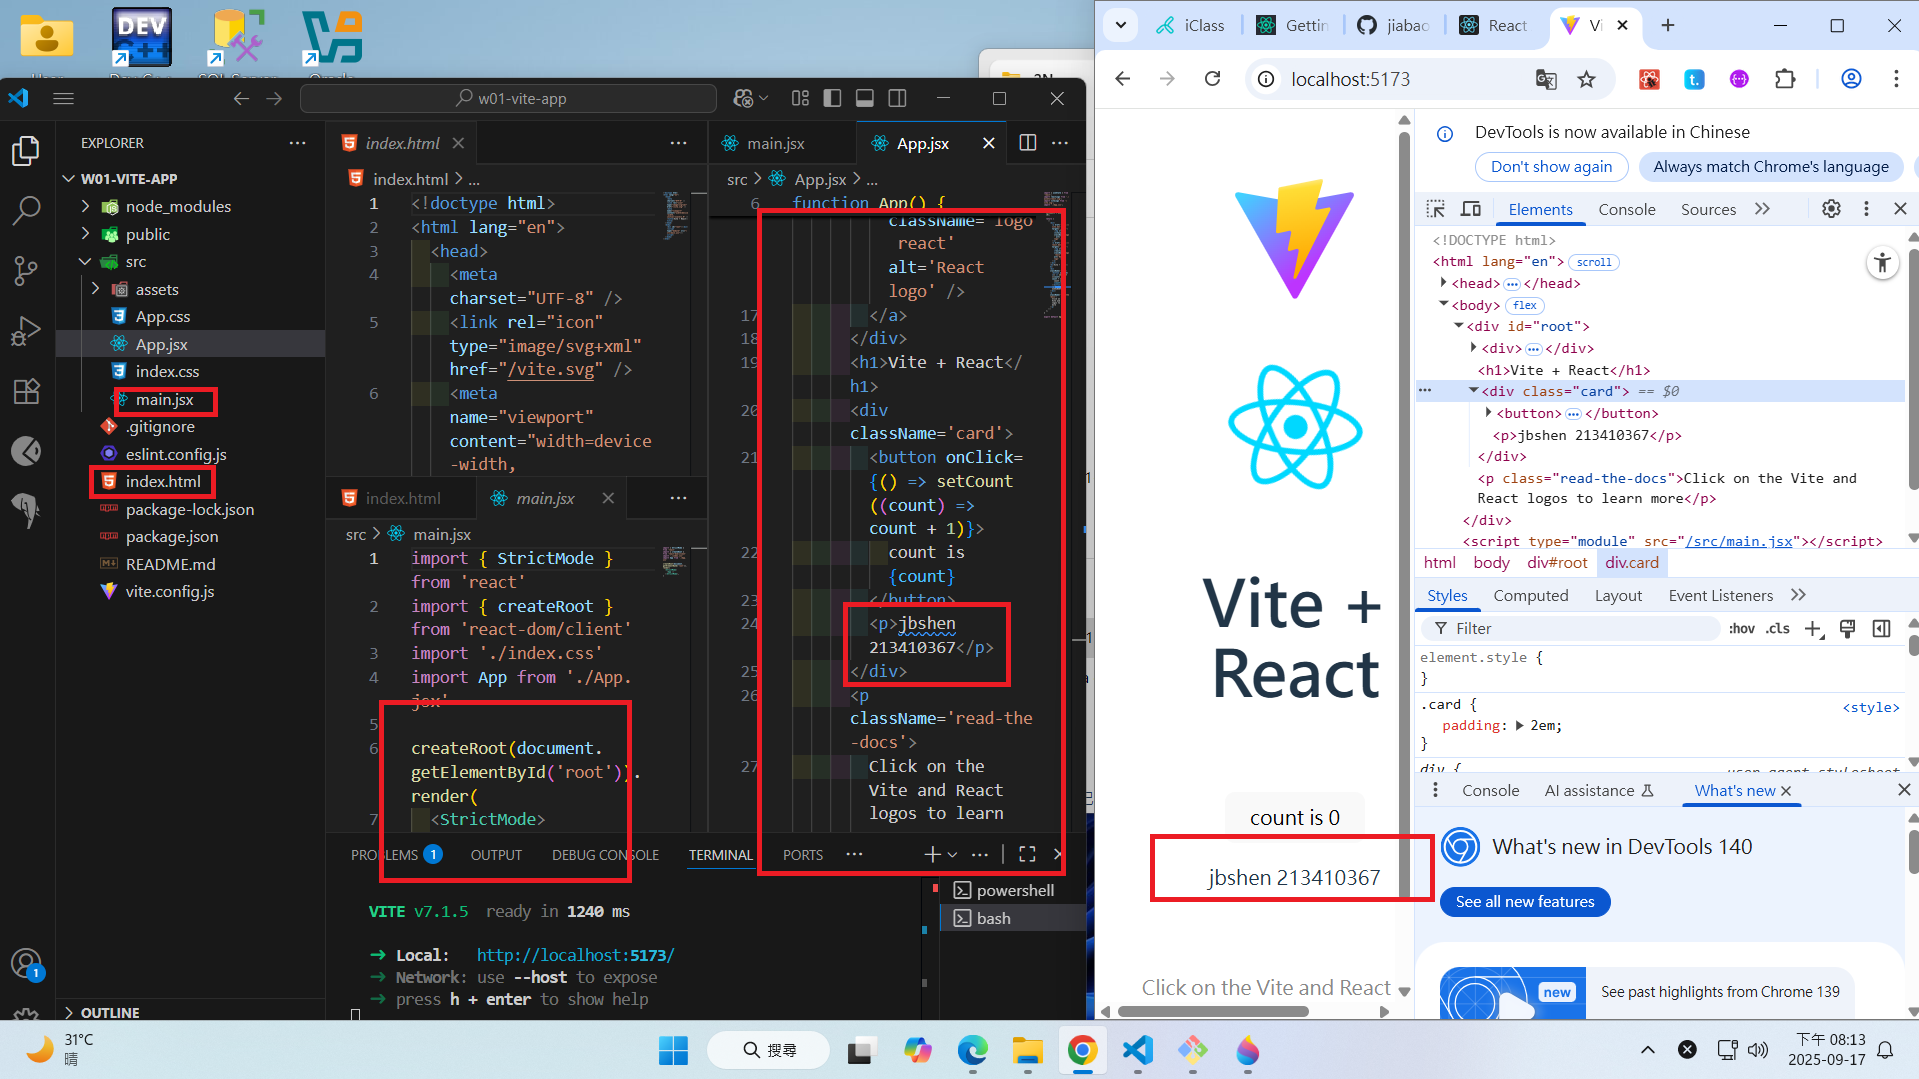 DEV
w01-vite-app
EXPLORER
W01-VITE-APP
node_modules
public
src
assets
App.css
App.jsx
index.css
main.jsx
.gitignore
eslint.config.js
index.html
package-lock.json
package.json
README.md
vite.config.js
OUTLINE
index.html
index.html > ...
1 <!doctype html>
2 <html lang="en">
3 <head>
4 <meta
charset="UTF-8" />
5 <link rel="icon"
type="image/svg+xml"
href="/vite.svg" />
6 <meta
name="viewport"
content="width=device
-width,
index.html
main.jsx
src > main.jsx
1 import { StrictMode }
from 'react'
2 import { createRoot }
from 'react-dom/client'
3 import './index.css'
4 import App from './App.
jsx'
5
6 createRoot(document.
getElementById('root')).
render(
7 <StrictMode>
main.jsx
App.jsx
src > App.jsx > ...
6 function App() {
className='logo
react'
alt='React
logo' />
17 </a>
18 </div>
19 <h1>Vite + React</
h1>
20 <div
className='card'>
21 <button onClick=
{() => setCount
((count) =>
count + 1)}>
22 count is
{count}
23 </button>
24 <p>jbshen
213410367</p>
25 </div>
26 <p
className='read-the
-docs'>
27 Click on the
Vite and React
logos to learn
PROBLEMS 1
OUTPUT
DEBUG CONSOLE
TERMINAL
PORTS
VITE v7.1.5 ready in 1240 ms
➜ Local: http://localhost:5173/
➜ Network: use --host to expose
➜ press h + enter to show help
powershell
bash
1
iClass
Gettin
jiabao
React
Vi
localhost:5173
Vite +
React
count is 0
jbshen 213410367
Click on the Vite and React
DevTools is now available in Chinese
Don't show again
Always match Chrome's language
Elements
Console
Sources
<!DOCTYPE html>
<html lang="en"> scroll
<head> ... </head>
<body> flex
<div id="root">
<div> ... </div>
<h1>Vite + React</h1>
<div class="card"> == $0
<button> ... </button>
<p>jbshen 213410367</p>
</div>
<p class="read-the-docs">Click on the Vite and
React logos to learn more</p>
</div>
<script type="module" src="/src/main.jsx"></script>
html
body
div#root
div.card
Styles
Computed
Layout
Event Listeners
Filter
:hov
.cls
element.style {
}
.card { <style>
padding: 2em;
}
div { user agent stylesheet
Console
AI assistance
What's new
What's new in DevTools 140
See all new features
new
See past highlights from Chrome 139
31°C
晴
搜尋
下午 08:13
2025-09-17